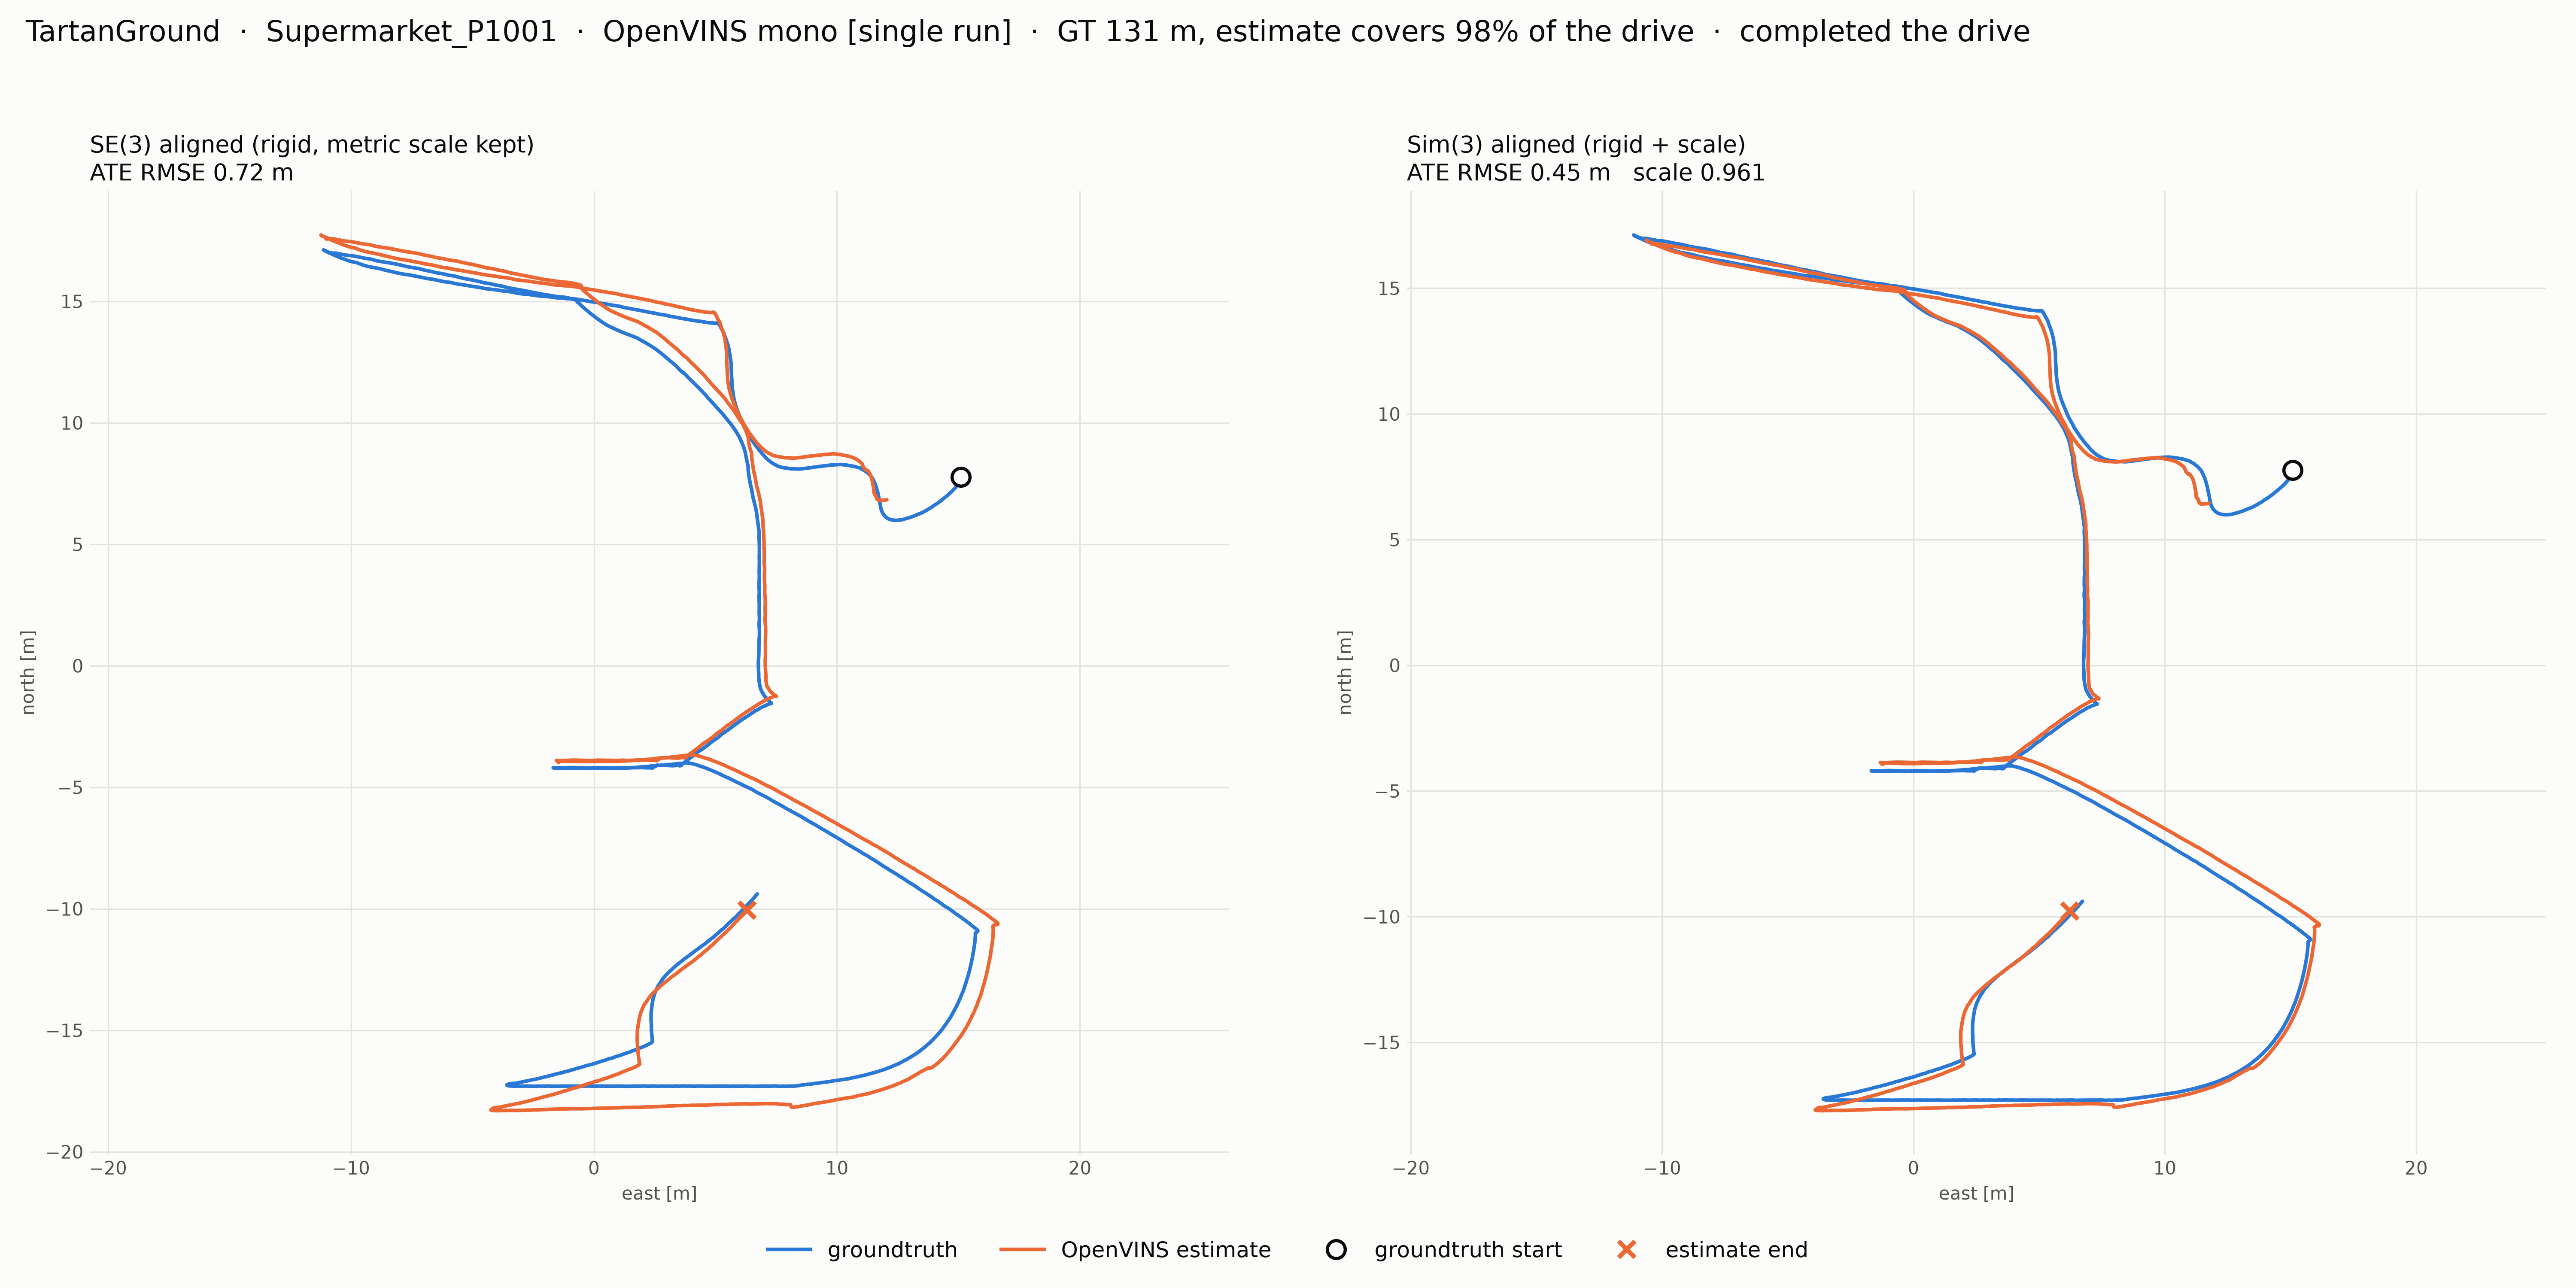 TartanGround · Supermarket_P1001 · OpenVINS mono [single run] · GT 131 m, estimate covers 98% of the drive · completed the drive
SE(3) aligned (rigid, metric scale kept)
ATE RMSE 0.72 m
15
10
5
0
−5
−10
−15
−20
−20
−10
0
10
20
north [m]
east [m]
Sim(3) aligned (rigid + scale)
ATE RMSE 0.45 m scale 0.961
15
10
5
0
−5
−10
−15
−20
−10
0
10
20
north [m]
east [m]
groundtruth
OpenVINS estimate
groundtruth start
estimate end